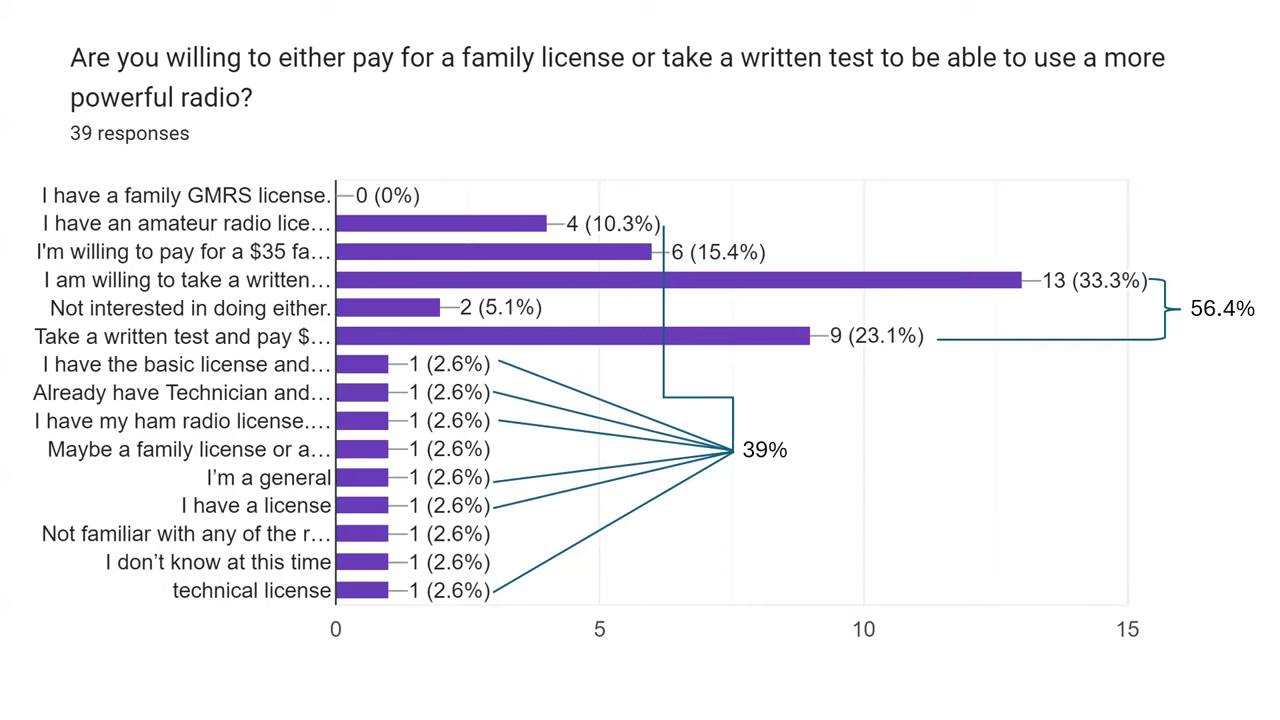 Are you willing to either pay for a family license or take a written test to be able to use a more
powerful radio?
39 responses
I have a family GMRS license. 0 (0%)
I have an amateur radio lice… 4 (10.3%)
I'm willing to pay for a $35 fa… 6 (15.4%)
I am willing to take a written… 13 (33.3%)
Not interested in doing either. 2 (5.1%)
56.4%
Take a written test and pay $… 9 (23.1%)
I have the basic license and… 1 (2.6%)
Already have Technician and… 1 (2.6%)
I have my ham radio license.… 1 (2.6%)
Maybe a family license or a… 1 (2.6%)
39%
I’m a general 1 (2.6%)
I have a license 1 (2.6%)
Not familiar with any of the r… 1 (2.6%)
I don’t know at this time 1 (2.6%)
technical license 1 (2.6%)
0 5 10 15